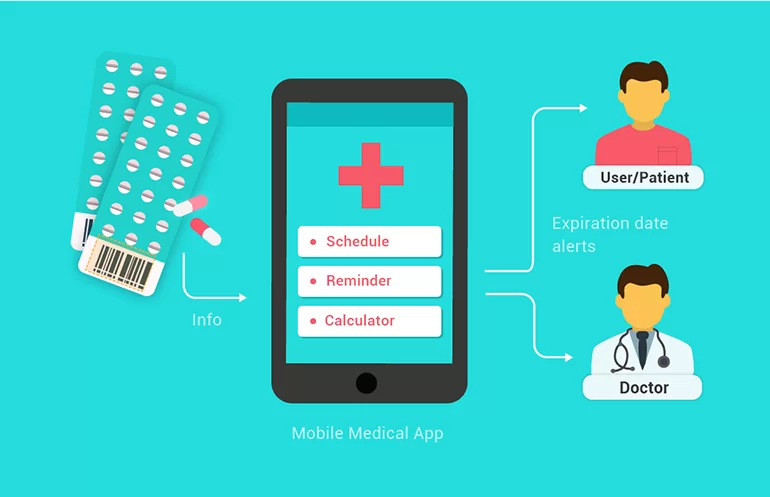 Info
Schedule
Reminder
Calculator
Mobile Medical App
User/Patient
Expiration date
alerts
Doctor